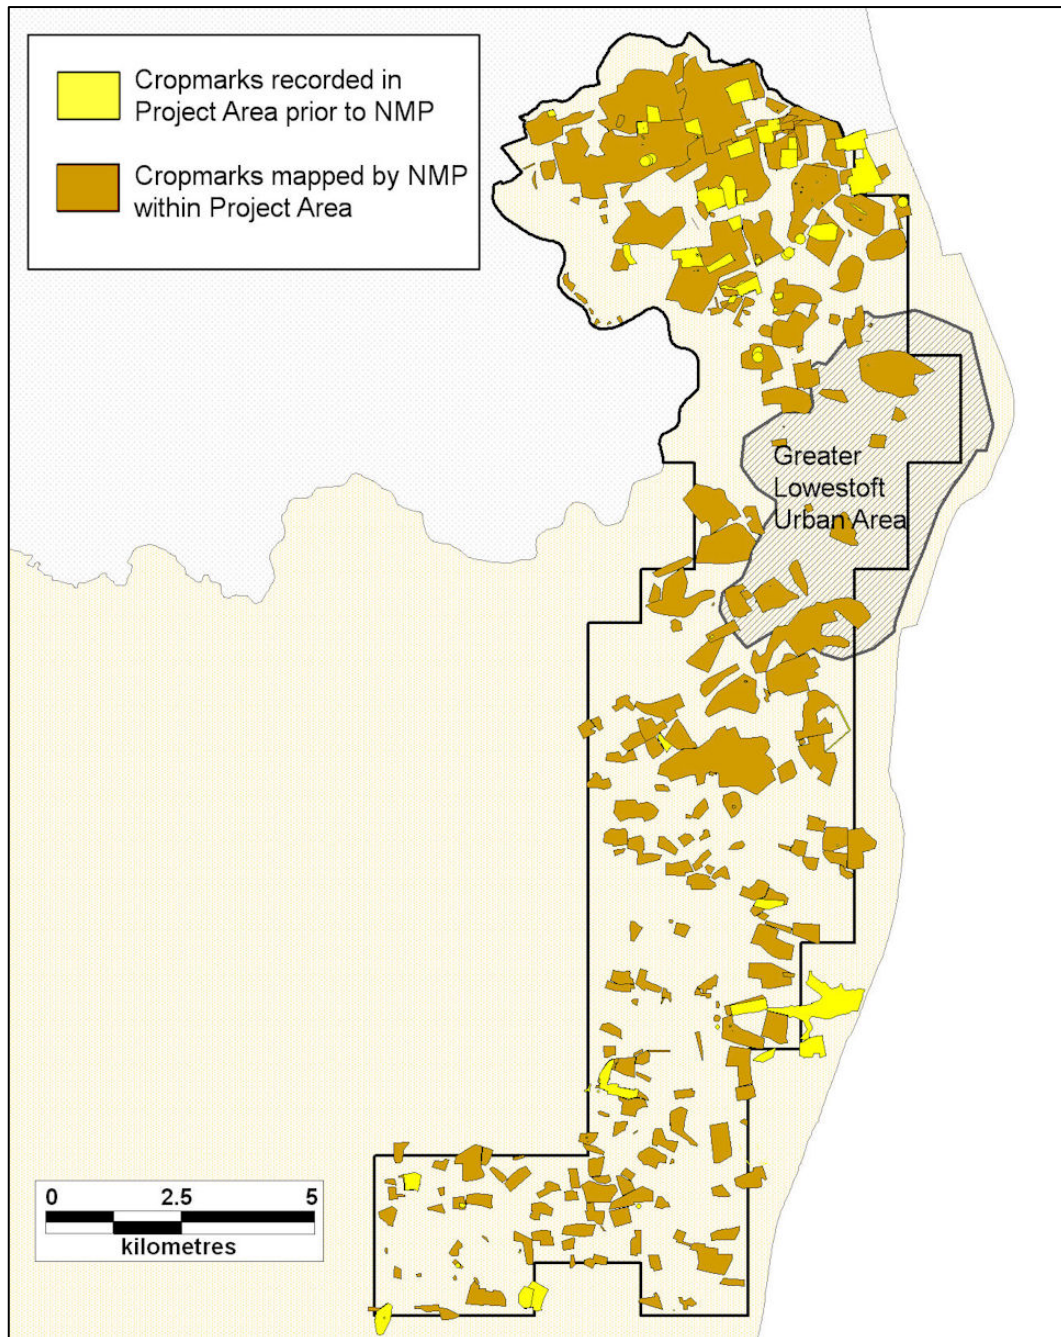 Cropmarks recorded in
Project Area prior to NMP
Cropmarks mapped by NMP
within Project Area
Greater
Lowestoft
Urban Area
0 2.5 5
kilometres